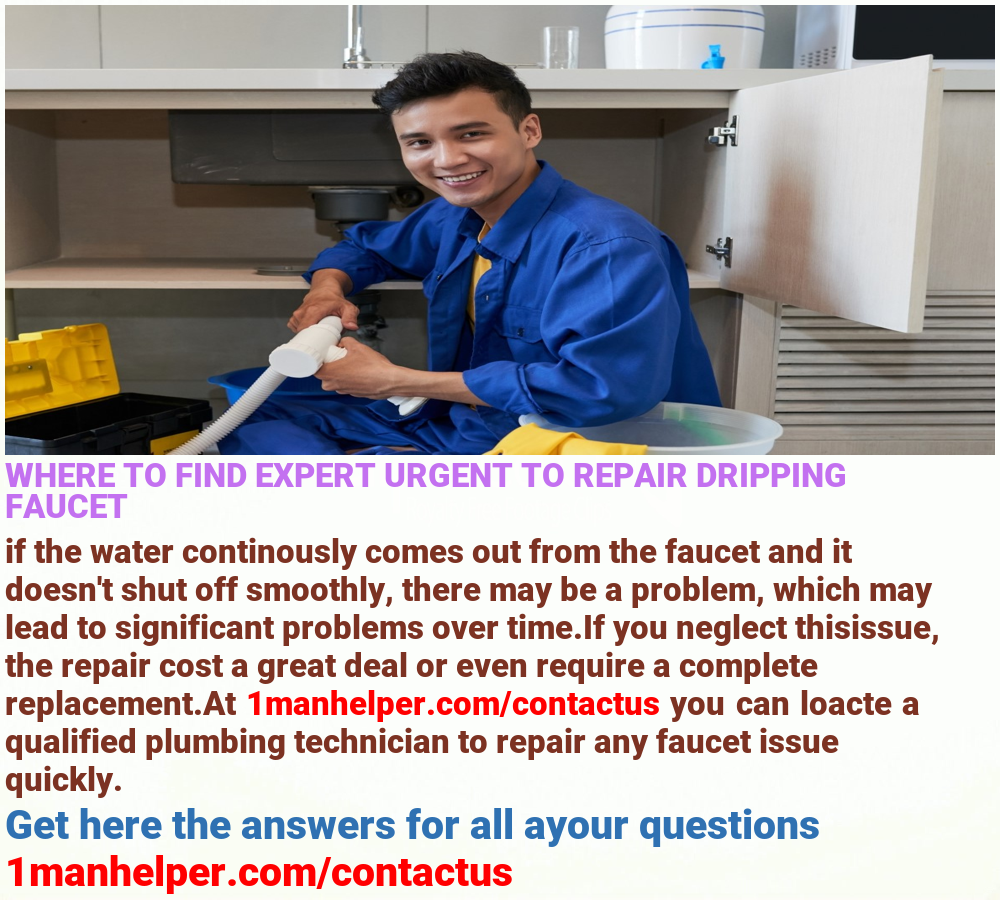 WHERE TO FIND EXPERT URGENT TO REPAIR DRIPPING
FAUCET
if the water continously comes out from the faucet and it
doesn't shut off smoothly, there may be a problem, which may
lead to significant problems over time.If you neglect thisissue,
the repair cost a great deal or even require a complete
replacement.At 1manhelper.com/contactus you can loacte a
qualified plumbing technician to repair any faucet issue
quickly.
Get here the answers for all ayour questions
1manhelper.com/contactus